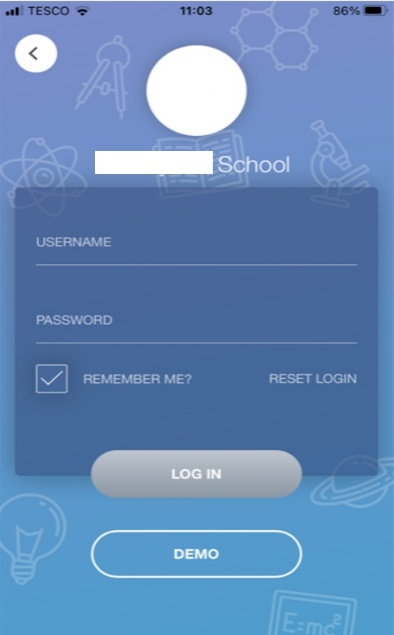 TESCO 11:03 86%
School
USERNAME
PASSWORD
REMEMBER ME? RESET LOGIN
LOG IN
DEMO
E=mc²